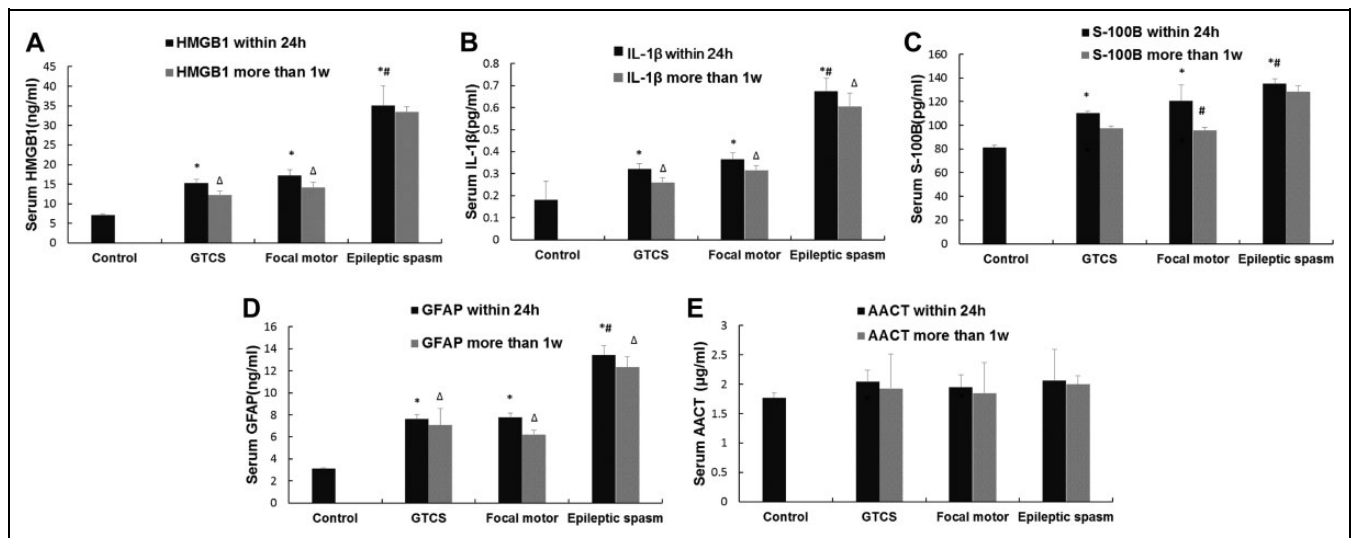 A
HMGB1 within 24h
HMGB1 more than 1w
Serum HMGB1(ng/ml)
45
40
35
30
25
20
15
10
5
0
*
Δ
*
Δ
*#
Control
GTCS
Focal motor
Epileptic spasm
B
IL-1β within 24h
IL-1β more than 1w
Serum IL-1β(pg/ml)
0.8
0.7
0.6
0.5
0.4
0.3
0.2
0.1
0
*
Δ
*
Δ
*#
Δ
Control
GTCS
Focal motor
Epileptic spasm
C
S-100B within 24h
S-100B more than 1w
Serum S-100B(pg/ml)
160
140
120
100
80
60
40
20
0
*
*
#
*#
Control
GTCS
Focal motor
Epileptic spasm
D
GFAP within 24h
GFAP more than 1w
Serum GFAP(ng/ml)
16
14
12
10
8
6
4
2
0
*
Δ
*
Δ
*#
Δ
Control
GTCS
Focal motor
Epileptic spasm
E
AACT within 24h
AACT more than 1w
Serum AACT (μg/ml)
3
2.5
2
1.5
1
0.5
0
Control
GTCS
Focal motor
Epileptic spasm